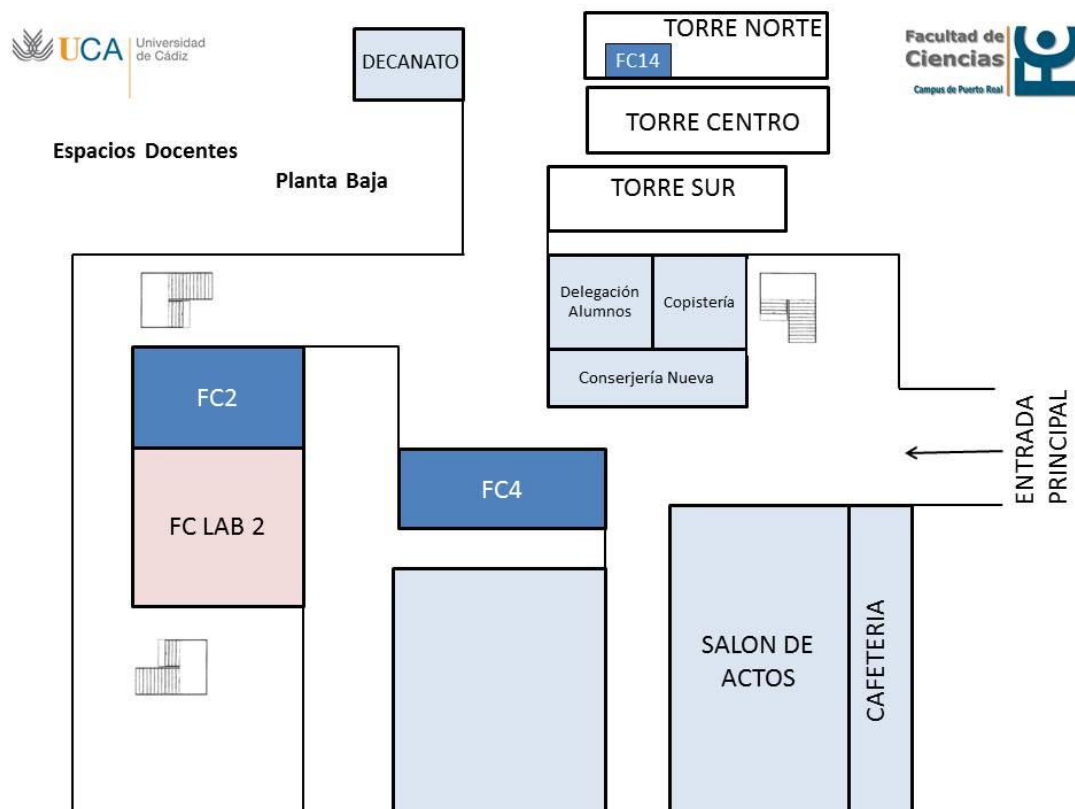 UCA
Universidad
de Cádiz
DECANATO
TORRE NORTE
FC14
Facultad de
Ciencias
Campus de Puerto Real
FC
TORRE CENTRO
Espacios Docentes
Planta Baja
TORRE SUR
Delegación
Alumnos
Copistería
Conserjería Nueva
FC2
FC4
ENTRADA
PRINCIPAL
FC LAB 2
SALON DE
ACTOS
CAFETERIA